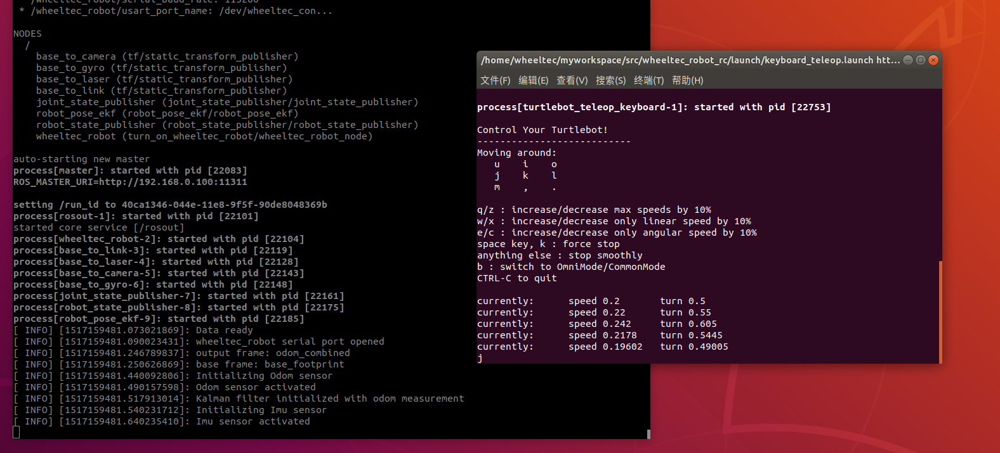 * /wheeltec_robot/serial_baud_rate: 115200
* /wheeltec_robot/usart_port_name: /dev/wheeltec_con...
NODES
/
base_to_camera (tf/static_transform_publisher)
base_to_gyro (tf/static_transform_publisher)
base_to_laser (tf/static_transform_publisher)
base_to_link (tf/static_transform_publisher)
joint_state_publisher (joint_state_publisher/joint_state_publisher)
robot_pose_ekf (robot_pose_ekf/robot_pose_ekf)
robot_state_publisher (robot_state_publisher/robot_state_publisher)
wheeltec_robot (turn_on_wheeltec_robot/wheeltec_robot_node)
auto-starting new master
process[master]: started with pid [22083]
ROS_MASTER_URI=http://192.168.0.100:11311
setting /run_id to 40ca1346-044e-11e8-9f5f-90de8048369b
process[rosout-1]: started with pid [22101]
started core service [/rosout]
process[wheeltec_robot-2]: started with pid [22104]
process[base_to_link-3]: started with pid [22119]
process[base_to_laser-4]: started with pid [22128]
process[base_to_camera-5]: started with pid [22143]
process[base_to_gyro-6]: started with pid [22148]
process[joint_state_publisher-7]: started with pid [22161]
process[robot_state_publisher-8]: started with pid [22175]
process[robot_pose_ekf-9]: started with pid [22185]
[ INFO] [1517159481.073021869]: Data ready
[ INFO] [1517159481.090023431]: wheeltec_robot serial port opened
[ INFO] [1517159481.246789837]: output frame: odom_combined
[ INFO] [1517159481.250626869]: base frame: base_footprint
[ INFO] [1517159481.440092806]: Initializing Odom sensor
[ INFO] [1517159481.490157598]: Odom sensor activated
[ INFO] [1517159481.517913014]: Kalman filter initialized with odom measurement
[ INFO] [1517159481.540231712]: Initializing Imu sensor
[ INFO] [1517159481.640235410]: Imu sensor activated
/home/wheeltec/myworkspace/src/wheeltec_robot_rc/launch/keyboard_teleop.launch htt...
文件(F) 编辑(E) 查看(V) 搜索(S) 终端(T) 帮助(H)
process[turtlebot_teleop_keyboard-1]: started with pid [22753]
Control Your Turtlebot!
---------------------------
Moving around:
u i o
j k l
m , .
q/z : increase/decrease max speeds by 10%
w/x : increase/decrease only linear speed by 10%
e/c : increase/decrease only angular speed by 10%
space key, k : force stop
anything else : stop smoothly
b : switch to OmniMode/CommonMode
CTRL-C to quit
currently: speed 0.2 turn 0.5
currently: speed 0.22 turn 0.55
currently: speed 0.242 turn 0.605
currently: speed 0.2178 turn 0.5445
currently: speed 0.19602 turn 0.49005
j